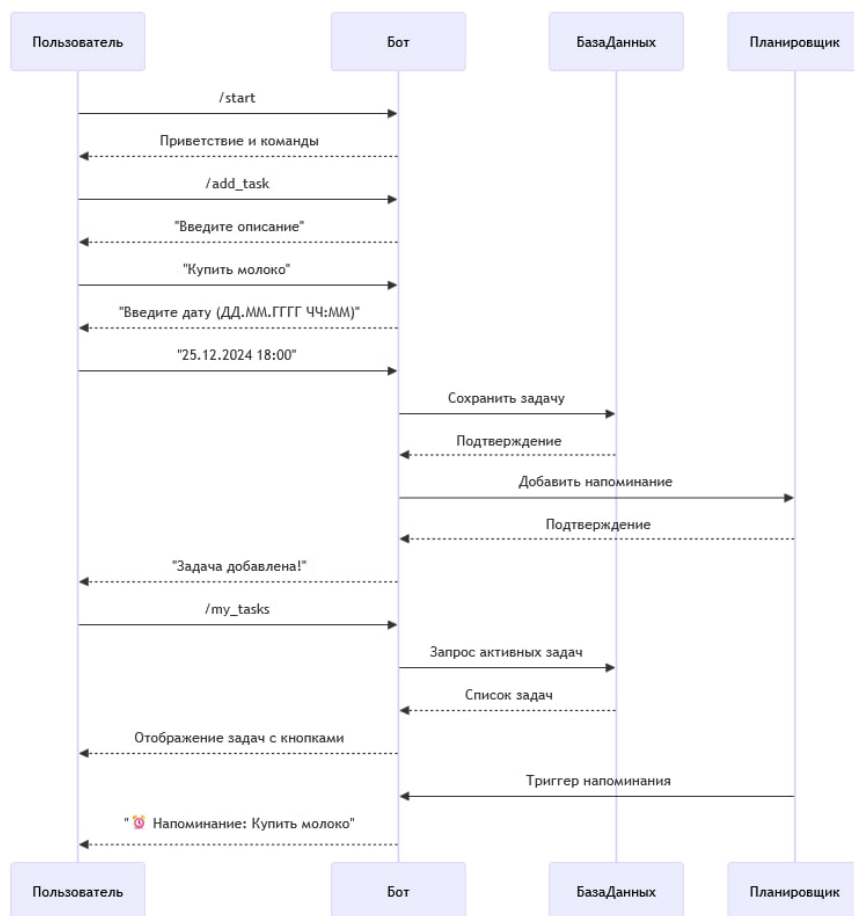 Пользователь
Бот
БазаДанных
Планировщик
/start
Приветствие и команды
/add_task
"Введите описание"
"Купить молоко"
"Введите дату (ДД.ММ.ГГГГ ЧЧ:ММ)"
"25.12.2024 18:00"
Сохранить задачу
Подтверждение
Добавить напоминание
Подтверждение
"Задача добавлена!"
/my_tasks
Запрос активных задач
Список задач
Отображение задач с кнопками
Триггер напоминания
"⏰ Напоминание: Купить молоко"
Пользователь
Бот
БазаДанных
Планировщик